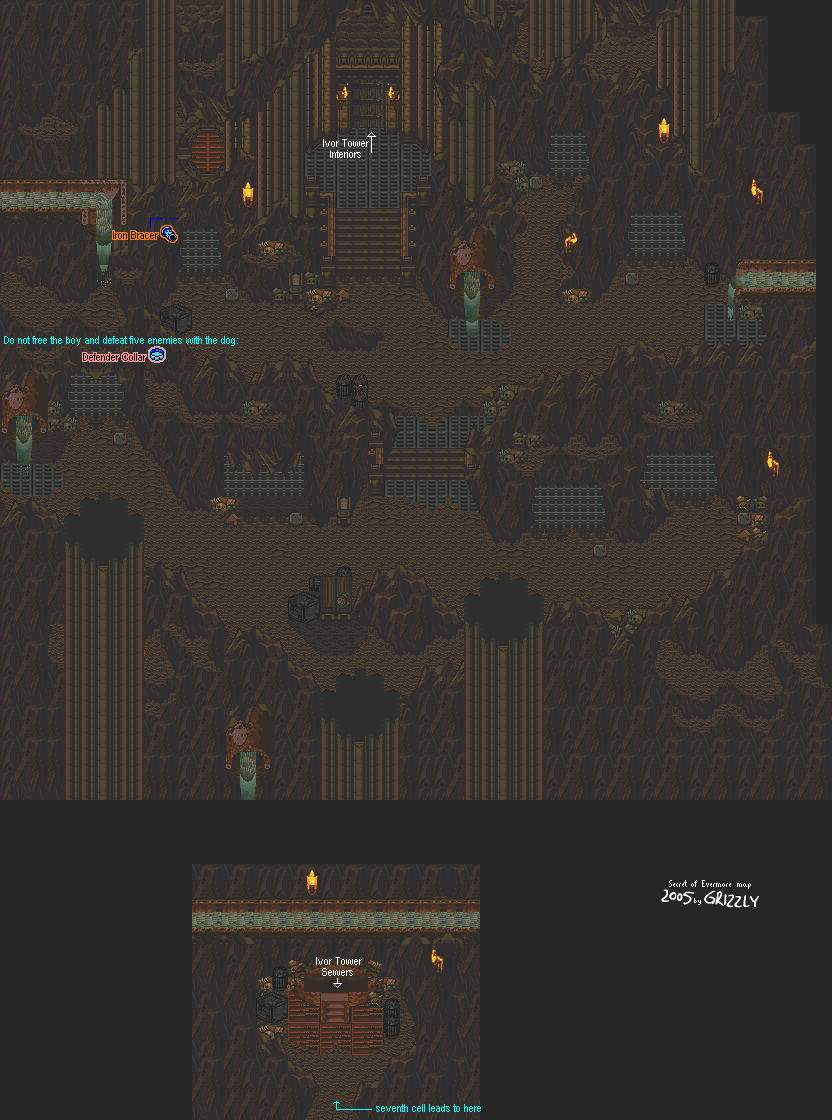 Ivor Tower
Interiors
Iron Bracer
Do not free the boy and defeat five enemies with the dog:
Defender Collar
Secret of Evermore map
2005 by GRIZZLY
Ivor Tower
Sewers
seventh cell leads to here